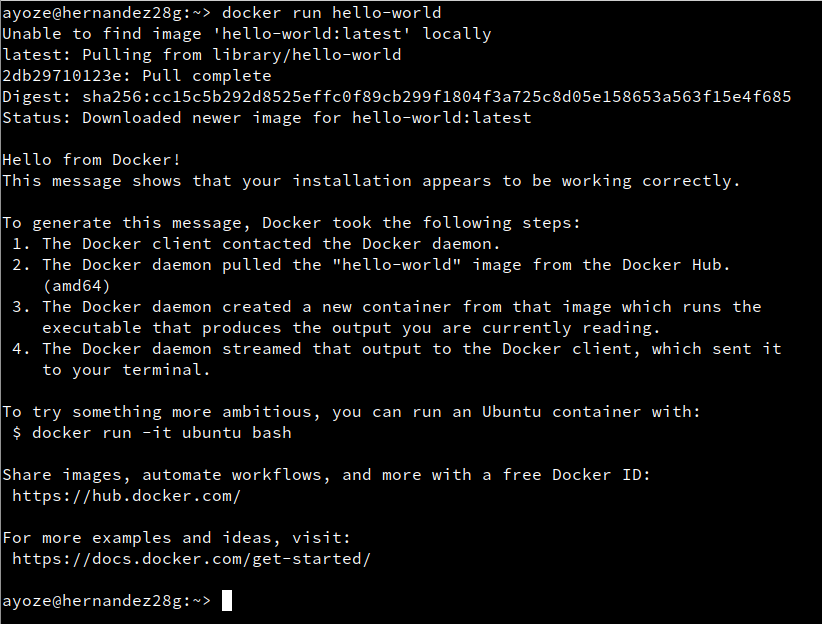 ayoze@hernandez28g:~> docker run hello-world
Unable to find image 'hello-world:latest' locally
latest: Pulling from library/hello-world
2db29710123e: Pull complete
Digest: sha256:cc15c5b292d8525effc0f89cb299f1804f3a725c8d05e158653a563f15e4f685
Status: Downloaded newer image for hello-world:latest

Hello from Docker!
This message shows that your installation appears to be working correctly.

To generate this message, Docker took the following steps:
 1. The Docker client contacted the Docker daemon.
 2. The Docker daemon pulled the "hello-world" image from the Docker Hub.
    (amd64)
 3. The Docker daemon created a new container from that image which runs the
    executable that produces the output you are currently reading.
 4. The Docker daemon streamed that output to the Docker client, which sent it
    to your terminal.

To try something more ambitious, you can run an Ubuntu container with:
 $ docker run -it ubuntu bash

Share images, automate workflows, and more with a free Docker ID:
 https://hub.docker.com/

For more examples and ideas, visit:
 https://docs.docker.com/get-started/

ayoze@hernandez28g:~>